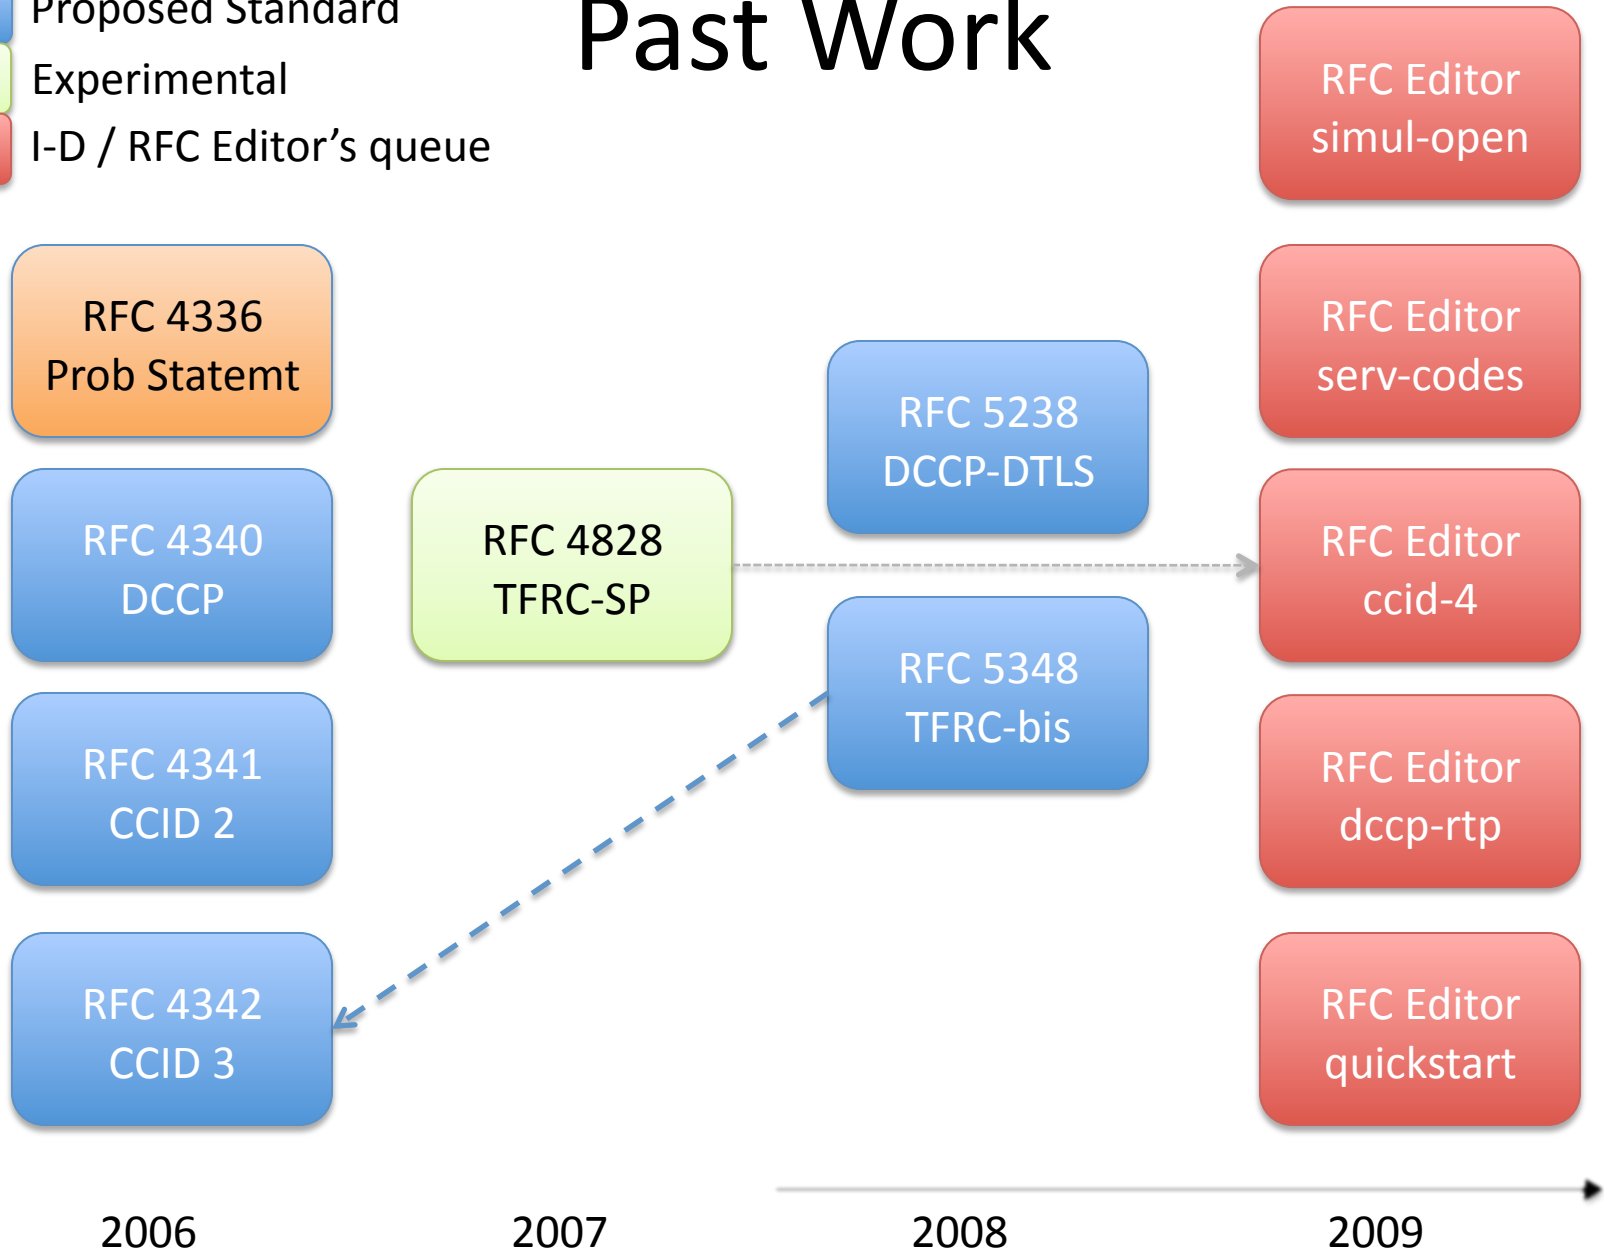 Proposed Standard
Past Work
Experimental
I-D / RFC Editor’s queue
RFC Editor
simul-open
RFC 4336
Prob Statemt
RFC 4340
DCCP
RFC 4341
CCID 2
RFC 4342
CCID 3
RFC 4828
TFRC-SP
RFC 5238
DCCP-DTLS
RFC 5348
TFRC-bis
RFC Editor
serv-codes
RFC Editor
ccid-4
RFC Editor
dccp-rtp
RFC Editor
quickstart
2006
2007
2008
2009